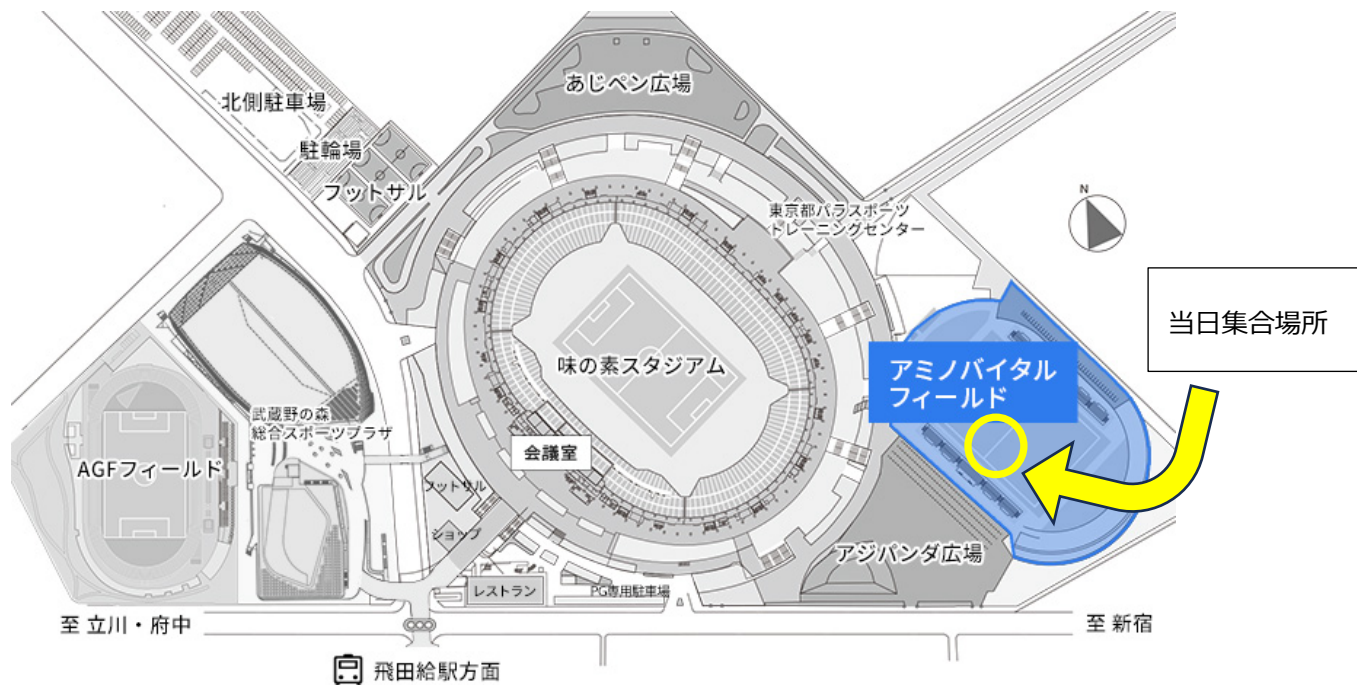 あじペン広場
北側駐車場
駐輪場
フットサル
東京都パラスポーツ
トレーニングセンター
N
当日集合場所
味の素スタジアム
アミノバイタル
フィールド
武蔵野の森
総合スポーツプラザ
会議室
AGFフィールド
フットサル
ショップ
アジパンダ広場
レストラン
PG専用駐車場
至 立川・府中
至 新宿
飛田給駅方面